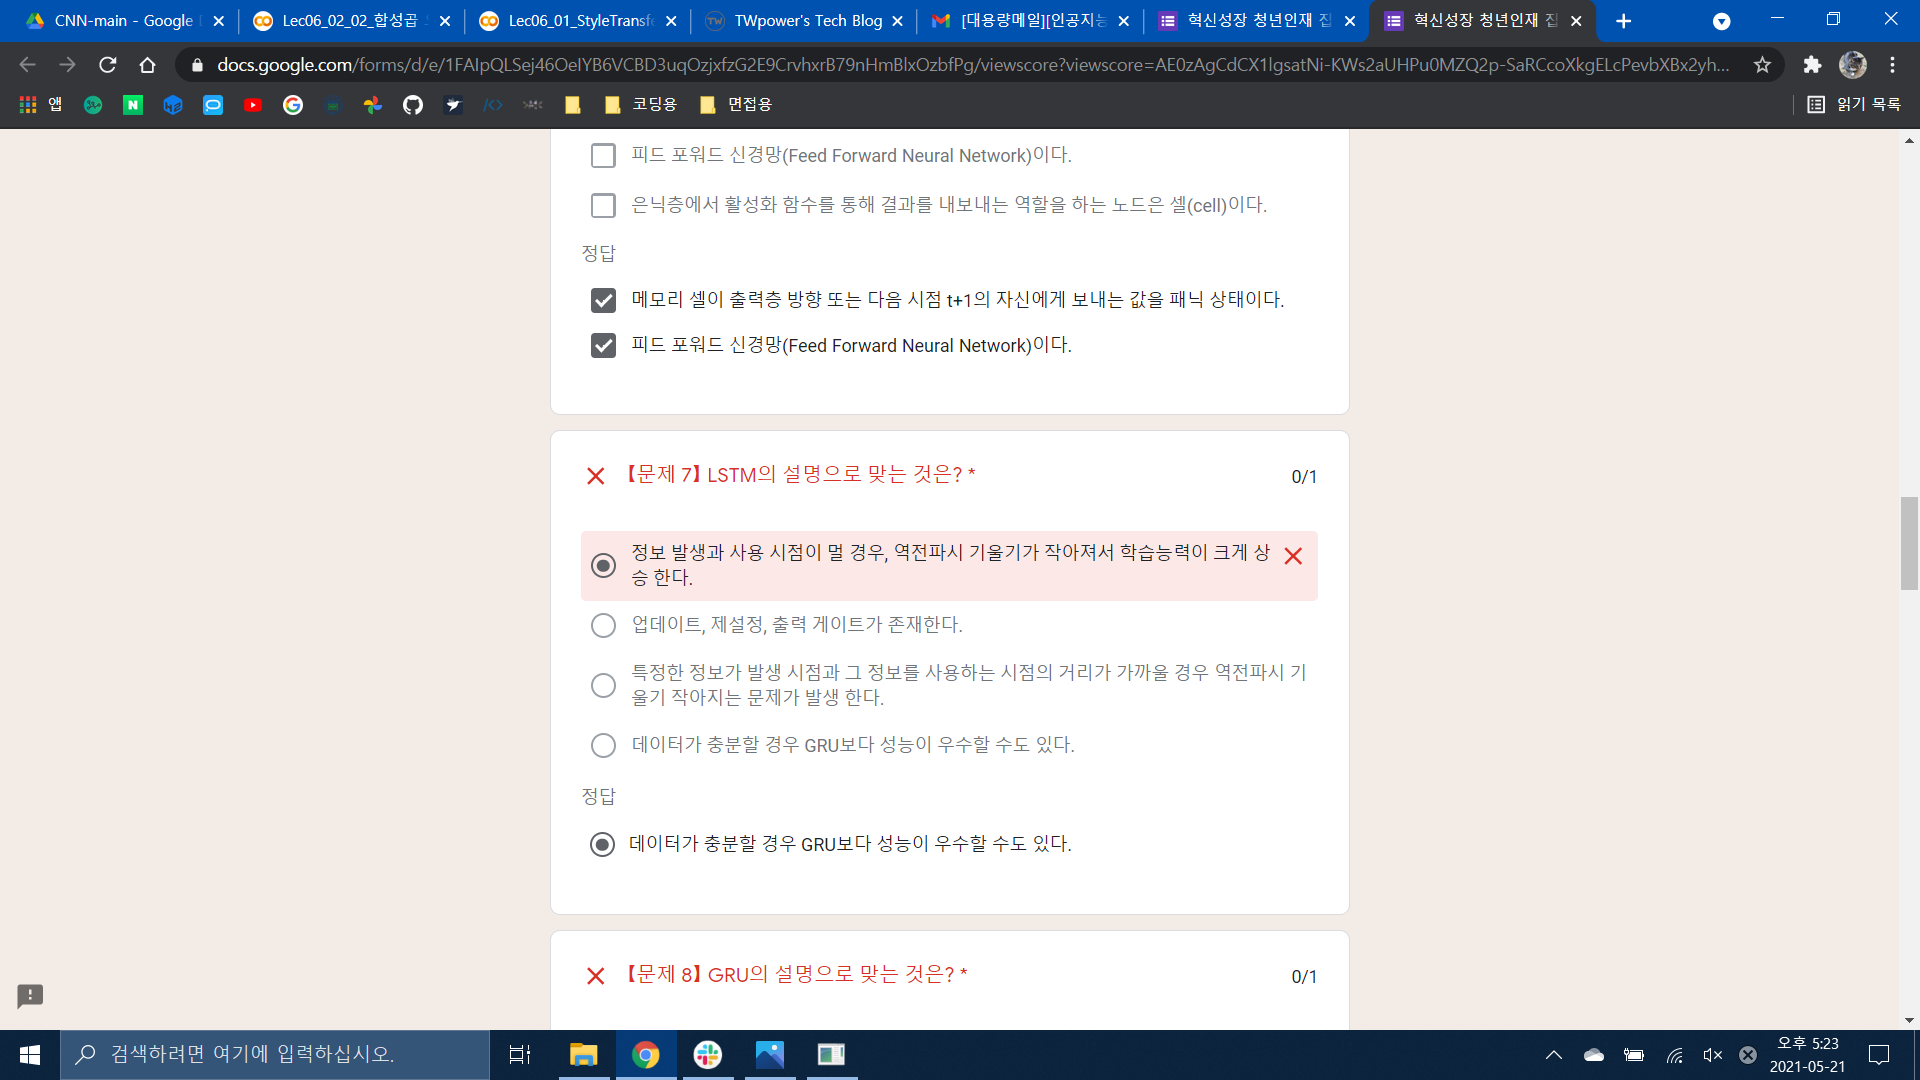 CNN-main - Google
Lec06_02_02_합성곱
Lec06_01_StyleTransf
TWpower's Tech Blog
[대용량메일][인공지능
혁신성장 청년인재 집
혁신성장 청년인재 집
docs.google.com/forms/d/e/1FAIpQLSej46OeIYB6VCBD3uqOzjxfzG2E9CrvhxrB79nHmBlxOzbfPg/viewscore?viewscore=AE0zAgCdCX1lgsatNi-KWs2aUHPu0MZQ2p-SaRCcoXkgELcPevbXBx2yh...
앱
코딩용
면접용
읽기 목록
피드 포워드 신경망(Feed Forward Neural Network)이다.
은닉층에서 활성화 함수를 통해 결과를 내보내는 역할을 하는 노드은 셀(cell)이다.
정답
메모리 셀이 출력층 방향 또는 다음 시점 t+1의 자신에게 보내는 값을 패닉 상태이다.
피드 포워드 신경망(Feed Forward Neural Network)이다.
【문제 7】 LSTM의 설명으로 맞는 것은? *
0/1
정보 발생과 사용 시점이 멀 경우, 역전파시 기울기가 작아져서 학습능력이 크게 상
승 한다.
업데이트, 제설정, 출력 게이트가 존재한다.
특정한 정보가 발생 시점과 그 정보를 사용하는 시점의 거리가 가까울 경우 역전파시 기
울기 작아지는 문제가 발생 한다.
데이터가 충분할 경우 GRU보다 성능이 우수할 수도 있다.
정답
데이터가 충분할 경우 GRU보다 성능이 우수할 수도 있다.
【문제 8】 GRU의 설명으로 맞는 것은? *
0/1
검색하려면 여기에 입력하십시오.
오후 5:23
2021-05-21